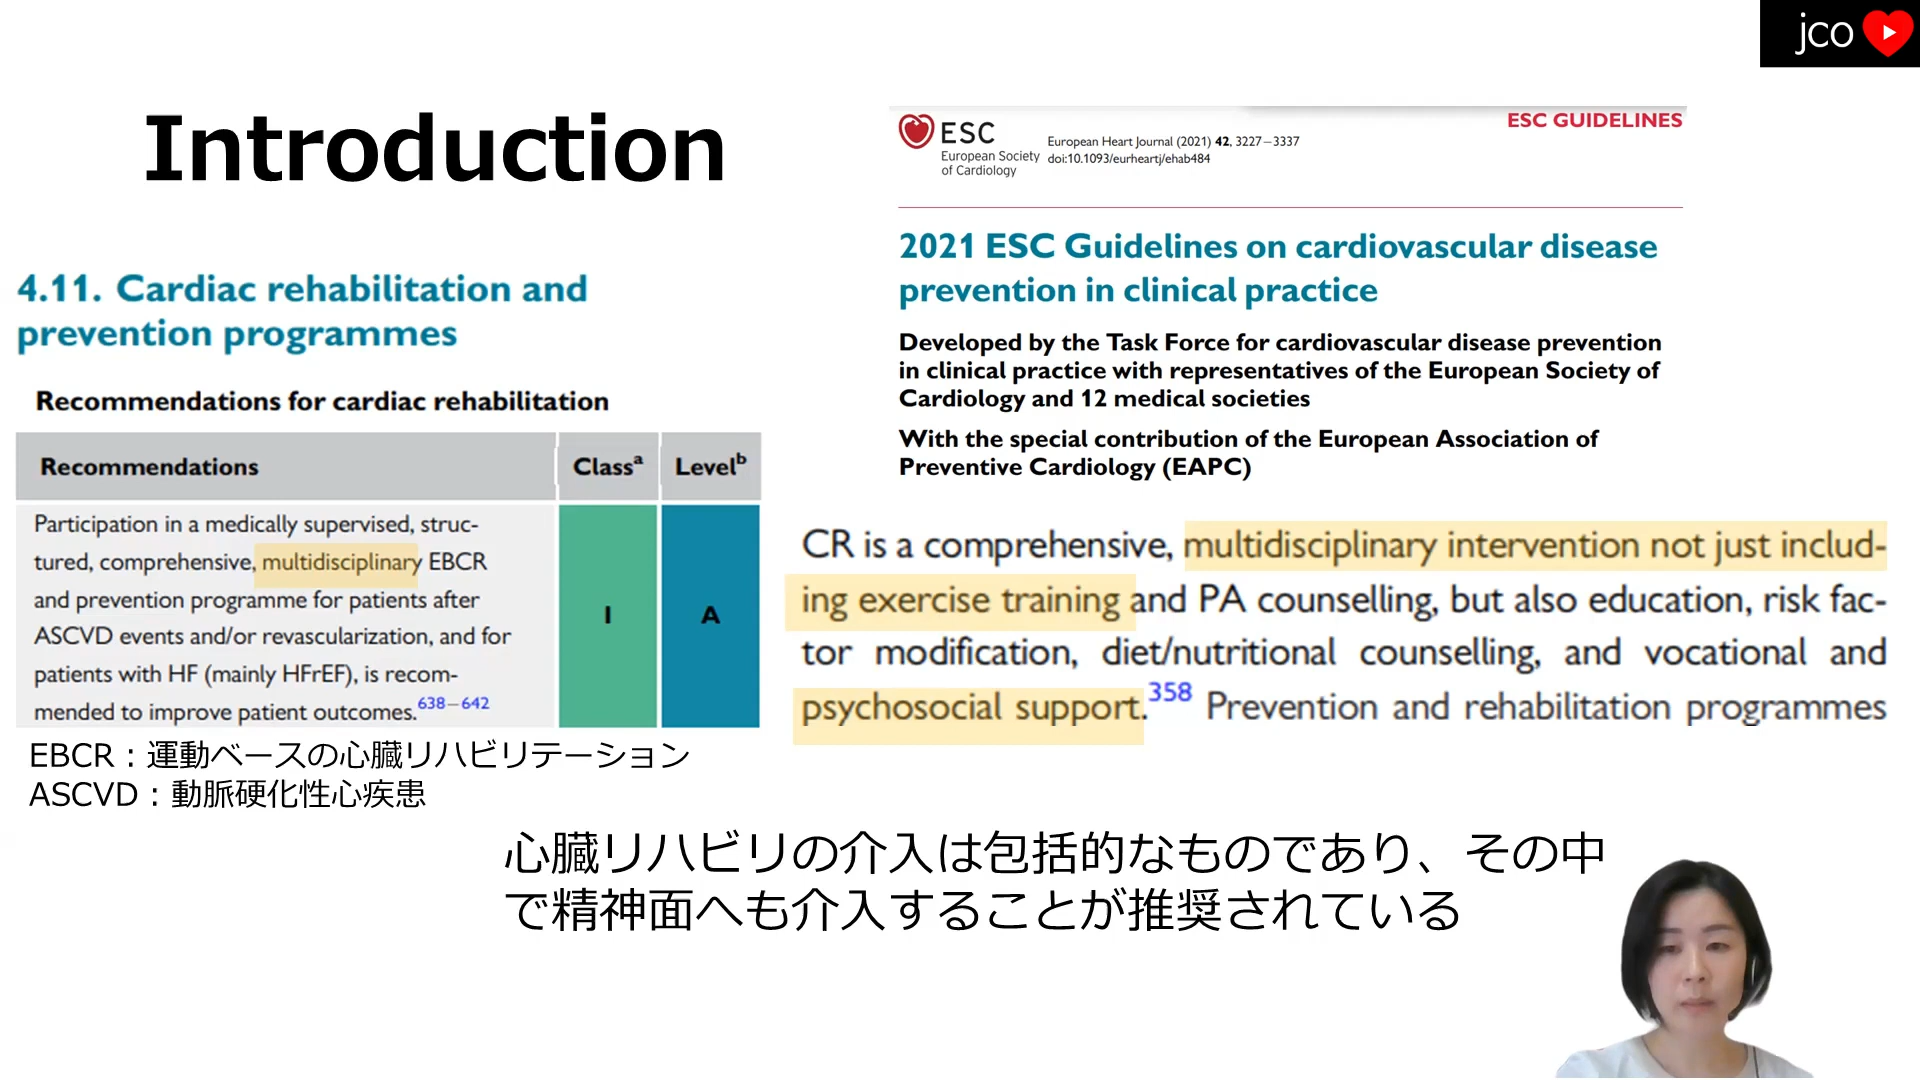 jco
Introduction
4.11. Cardiac rehabilitation and
prevention programmes
Recommendations for cardiac rehabilitation
Recommendations Classᵃ Levelᵇ
Participation in a medically supervised, struc-
tured, comprehensive, multidisciplinary EBCR
and prevention programme for patients after
ASCVD events and/or revascularization, and for
patients with HF (mainly HFrEF), is recom-
mended to improve patient outcomes.638–642
I A
EBCR：運動ベースの心臓リハビリテーション
ASCVD：動脈硬化性心疾患
ESC
European Society
of Cardiology
European Heart Journal (2021) 42, 3227–3337
doi:10.1093/eurheartj/ehab484
ESC GUIDELINES
2021 ESC Guidelines on cardiovascular disease
prevention in clinical practice
Developed by the Task Force for cardiovascular disease prevention
in clinical practice with representatives of the European Society of
Cardiology and 12 medical societies
With the special contribution of the European Association of
Preventive Cardiology (EAPC)
CR is a comprehensive, multidisciplinary intervention not just includ-
ing exercise training and PA counselling, but also education, risk fac-
tor modification, diet/nutritional counselling, and vocational and
psychosocial support.358 Prevention and rehabilitation programmes
心臓リハビリの介入は包括的なものであり、その中
で精神面へも介入することが推奨されている